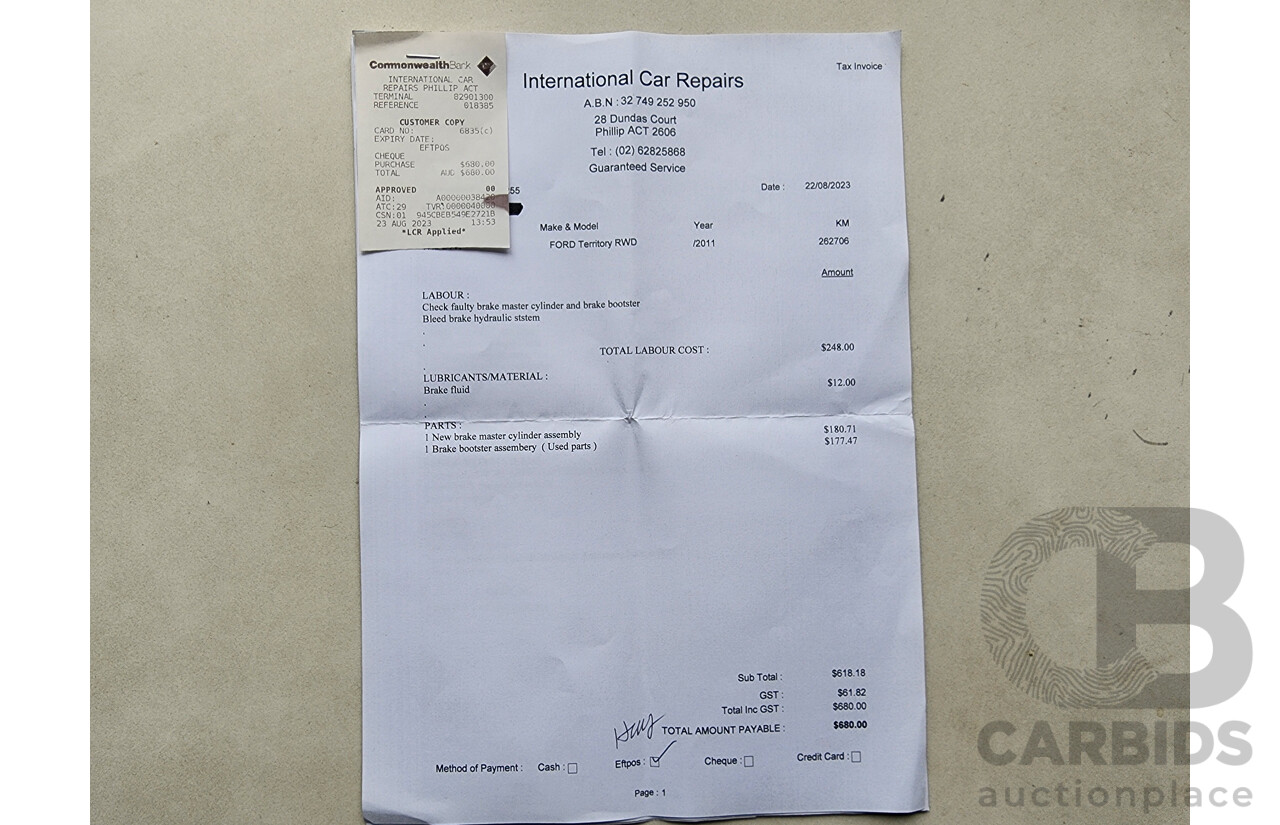 CommonwealthBank
INTERNATIONAL CAR
REPAIRS PHILLIP ACT
TERMINAL 82901300
REFERENCE 018385
CUSTOMER COPY
CARD NO: 6835(c)
EXPIRY DATE:
EFTPOS
CHEQUE
PURCHASE $680.00
TOTAL AUD $680.00
APPROVED 00
AID:
ATC:29
CSN:01 945CBEB549E2721B
23 AUG 2023 13:53
*LCR Applied*
Tax Invoice
International Car Repairs
A.B.N : 32 749 252 950
28 Dundas Court
Phillip ACT 2606
Tel : (02) 62825868
Guaranteed Service
55
Date : 22/08/2023
Make & Model Year KM
FORD Territory RWD /2011 262706
Amount
LABOUR :
Check faulty brake master cylinder and brake bootster
Bleed brake hydraulic ststem
.
.
TOTAL LABOUR COST : $248.00
.
LUBRICANTS/MATERIAL :
Brake fluid $12.00
.
.
PARTS :
1 New brake master cylinder assembly $180.71
1 Brake bootster assembery ( Used parts ) $177.47
Sub Total : $618.18
GST : $61.82
Total Inc GST : $680.00
TOTAL AMOUNT PAYABLE : $680.00
Method of Payment : Cash : Eftpos : Cheque : Credit Card :
Page : 1
CB
CARBIDS
auctionplace